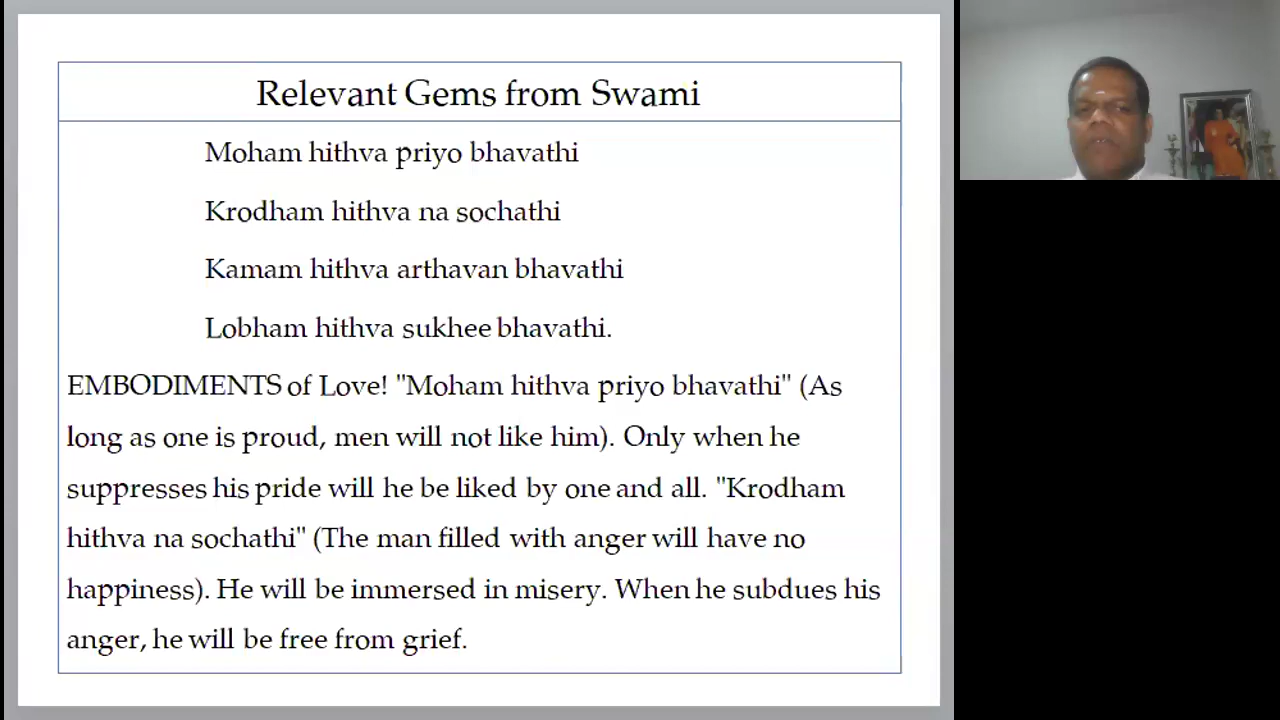 Relevant Gems from Swami
Moham hithva priyo bhavathi
Krodham hithva na sochathi
Kamam hithva arthavan bhavathi
Lobham hithva sukhee bhavathi.
EMBODIMENTS of Love! "Moham hithva priyo bhavathi" (As
long as one is proud, men will not like him). Only when he
suppresses his pride will he be liked by one and all. "Krodham
hithva na sochathi" (The man filled with anger will have no
happiness). He will be immersed in misery. When he subdues his
anger, he will be free from grief.